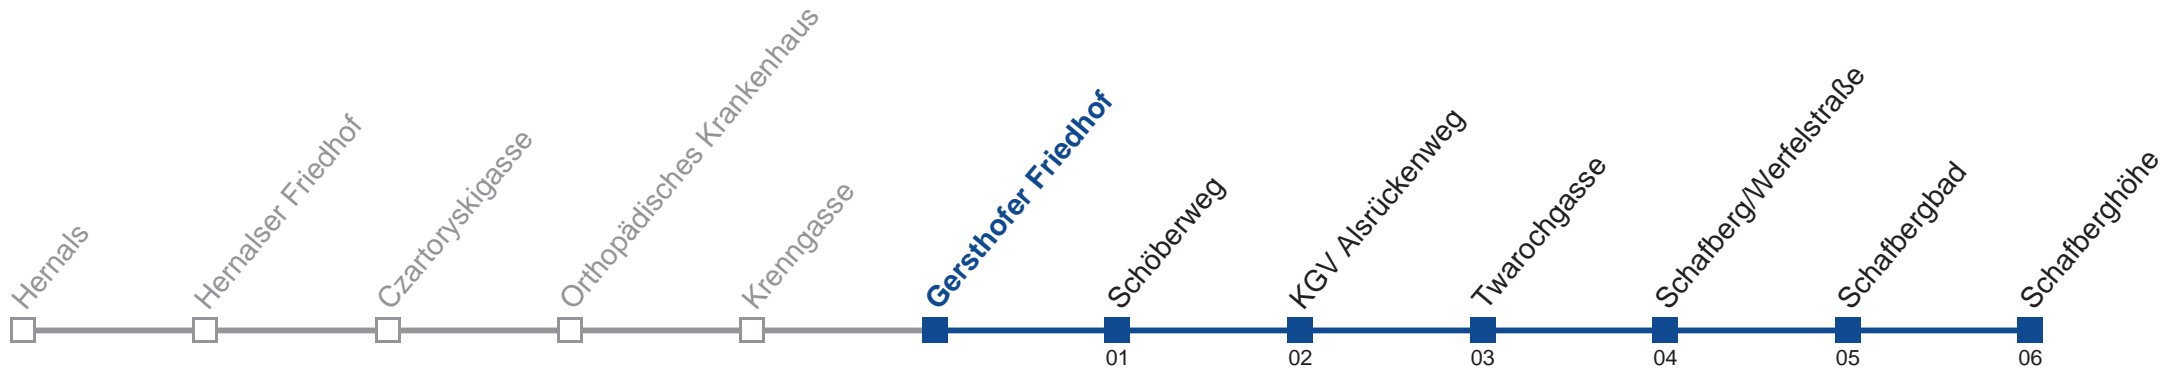 Hernals
Hernalser Friedhof
Czartoryskigasse
Orthopädisches Krankenhaus
Krenngasse
Gersthofer Friedhof
Schöberweg
KGV Alsrückenweg
Twarochgasse
Schafberg/Werfelstraße
Schafbergbad
Schafberghöhe
01
02
03
04
05
06